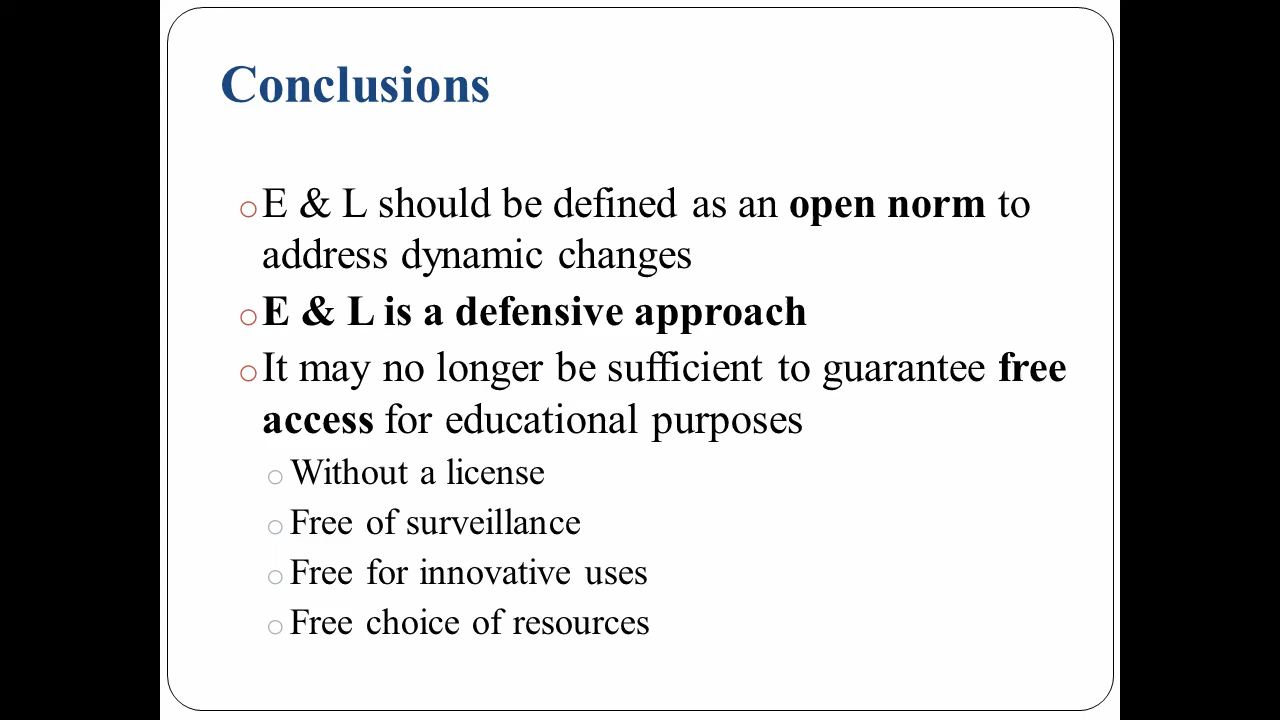 Conclusions
E & L should be defined as an open norm to
address dynamic changes
E & L is a defensive approach
It may no longer be sufficient to guarantee free
access for educational purposes
Without a license
Free of surveillance
Free for innovative uses
Free choice of resources